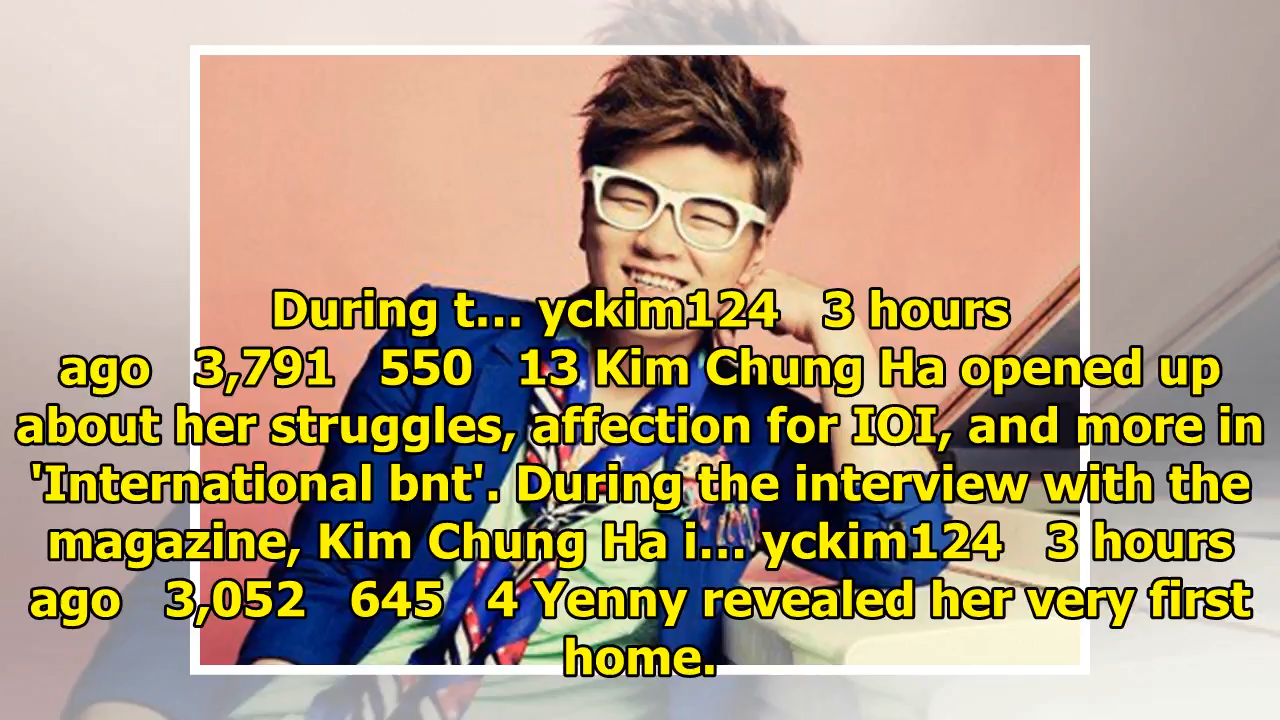 During t... yckim124 3 hours
ago 3,791 550 13 Kim Chung Ha opened up
about her struggles, affection for IOI, and more in
'International bnt'. During the interview with the
magazine, Kim Chung Ha i... yckim124 3 hours
ago 3,052 645 4 Yenny revealed her very first
home.